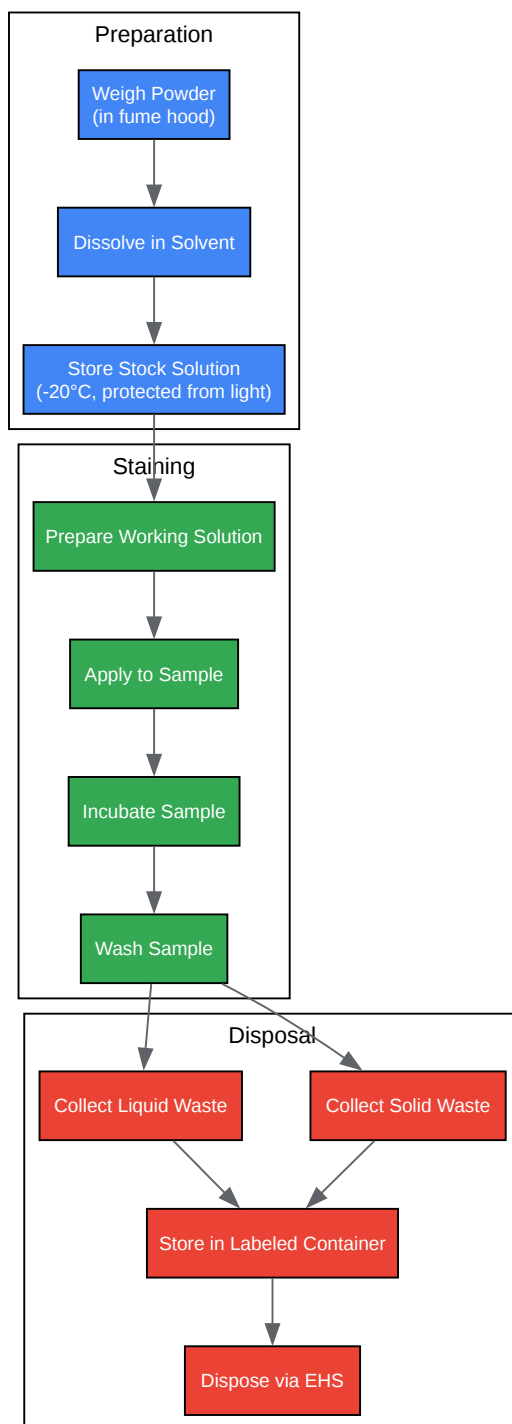 Preparation
Weigh Powder
(in fume hood)
Dissolve in Solvent
Store Stock Solution
(-20°C, protected from light)
Staining
Prepare Working Solution
Apply to Sample
Incubate Sample
Wash Sample
Disposal
Collect Liquid Waste
Collect Solid Waste
Store in Labeled Container
Dispose via EHS